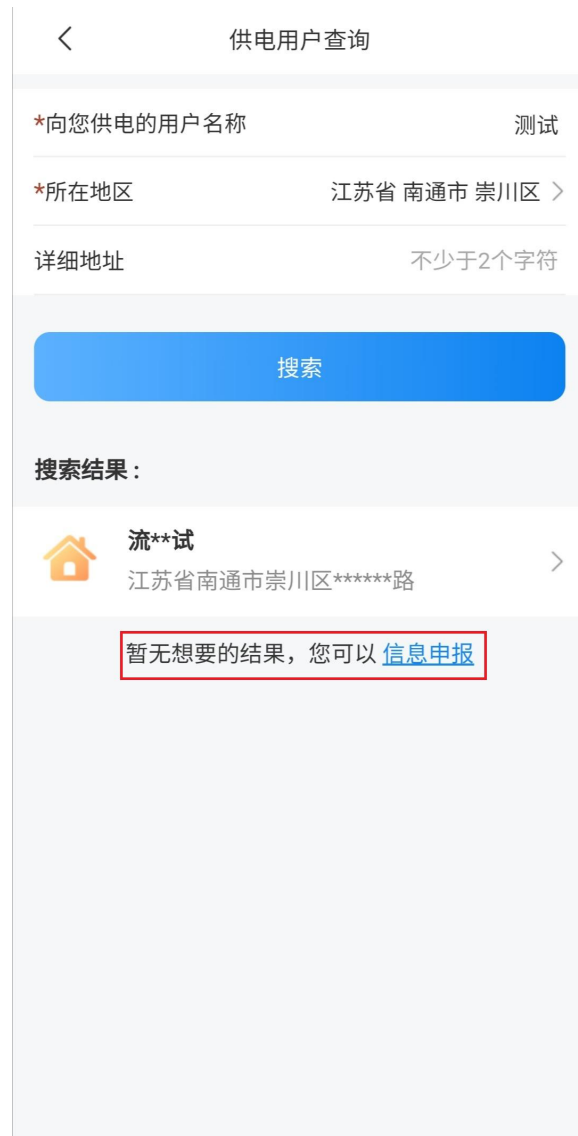 供电用户查询
*向您供电的用户名称 测试
*所在地区 江苏省 南通市 崇川区
详细地址 不少于2个字符
搜索
搜索结果：
流**试
江苏省南通市崇川区******路
暂无想要的结果，您可以 信息申报